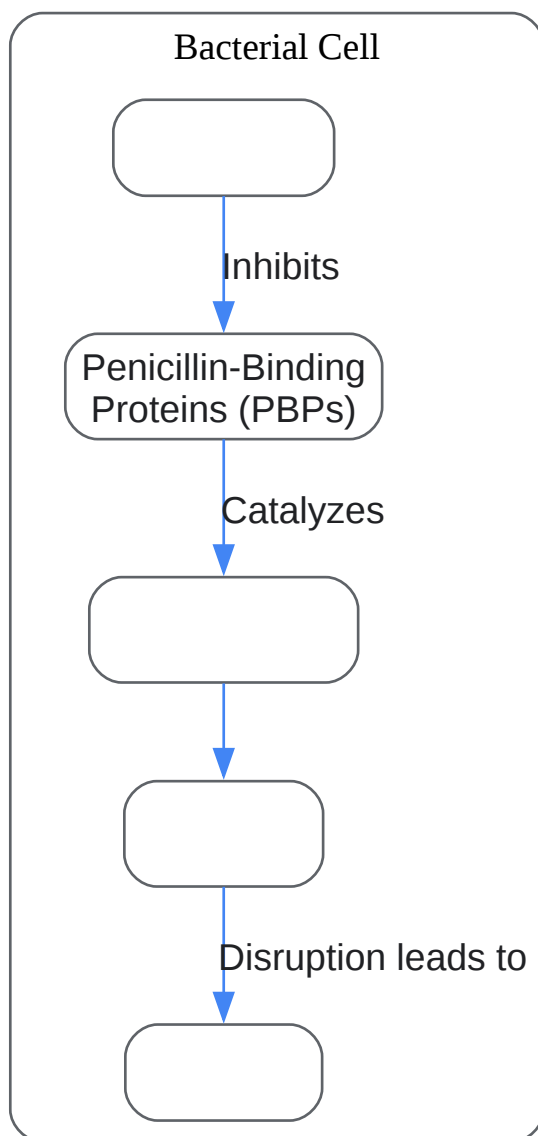 Bacterial Cell
Inhibits
Penicillin-Binding
Proteins (PBPs)
Catalyzes
Disruption leads to